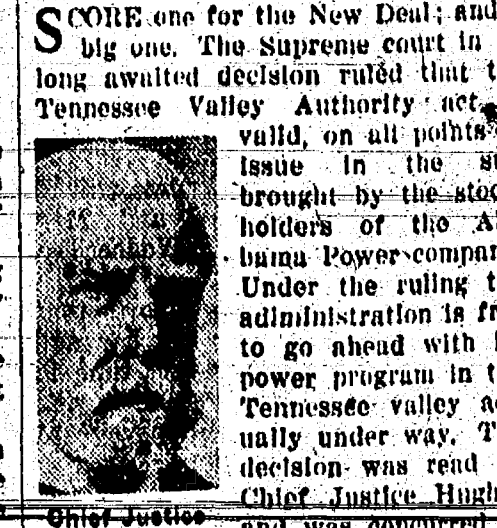 SCORE one for the New Deal; and
big one. The Supreme court in
long awaited decision ruled that t
Tennessee Valley Authority act
valid, on all points
issue in the s
brought by the stoc
holders of the A
bama Power compan
Under the ruling t
administration is fr
to go ahead with
power program in t
Tennessee valley a
ually under way. T
decision was read
Chief Justice Hugh
Chief Justice
and was concurred